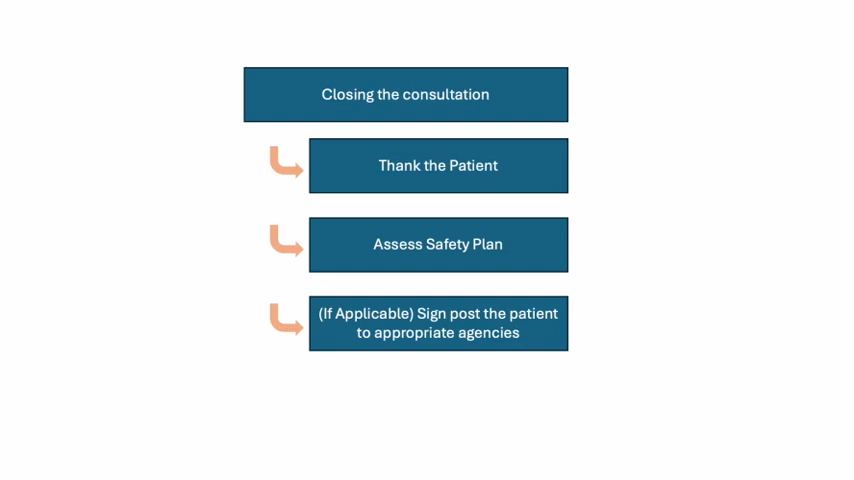 Closing the consultation
Thank the Patient
Assess Safety Plan
(If Applicable) Sign post the patient
to appropriate agencies